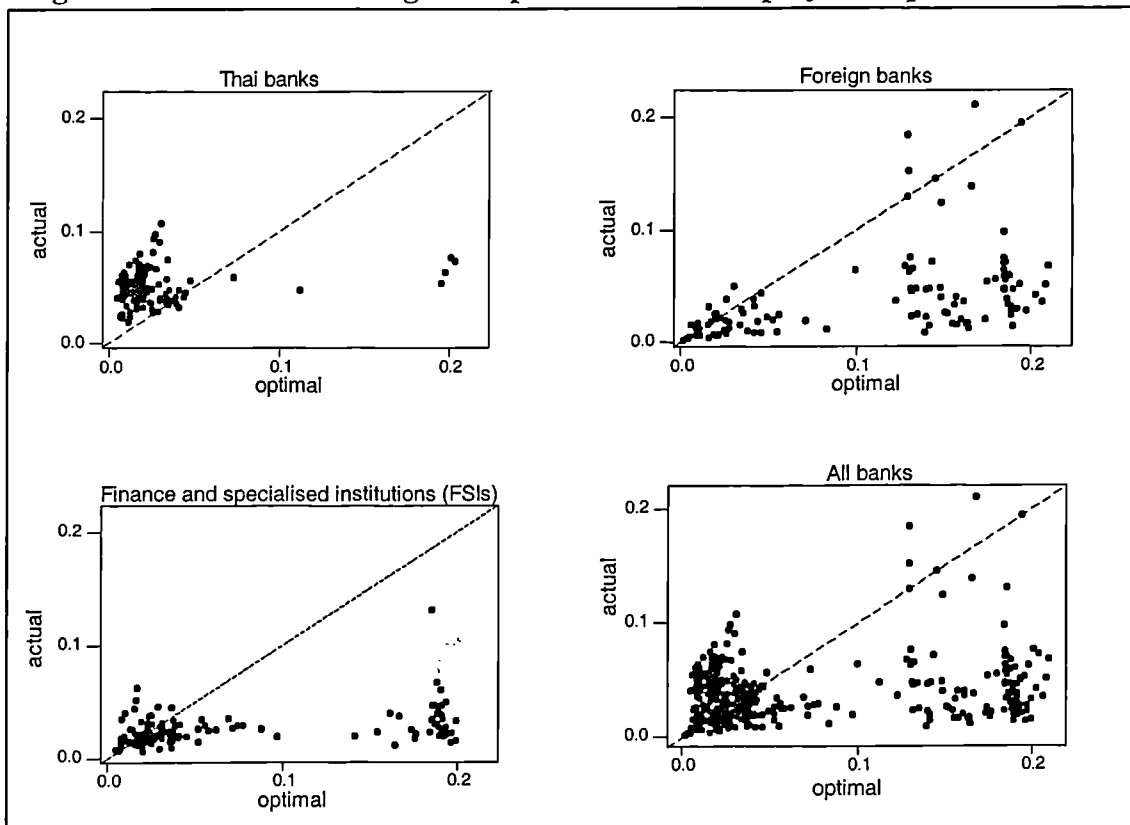 Thai banks
0.2
0.1
0.0
actual
0.0 0.1 0.2
optimal
Foreign banks
0.2
0.1
0.0
actual
0.0 0.1 0.2
optimal
Finance and specialised institutions (FSIs)
0.2
0.1
0.0
actual
0.0 0.1 0.2
optimal
All banks
0.2
0.1
0.0
actual
0.0 0.1 0.2
optimal